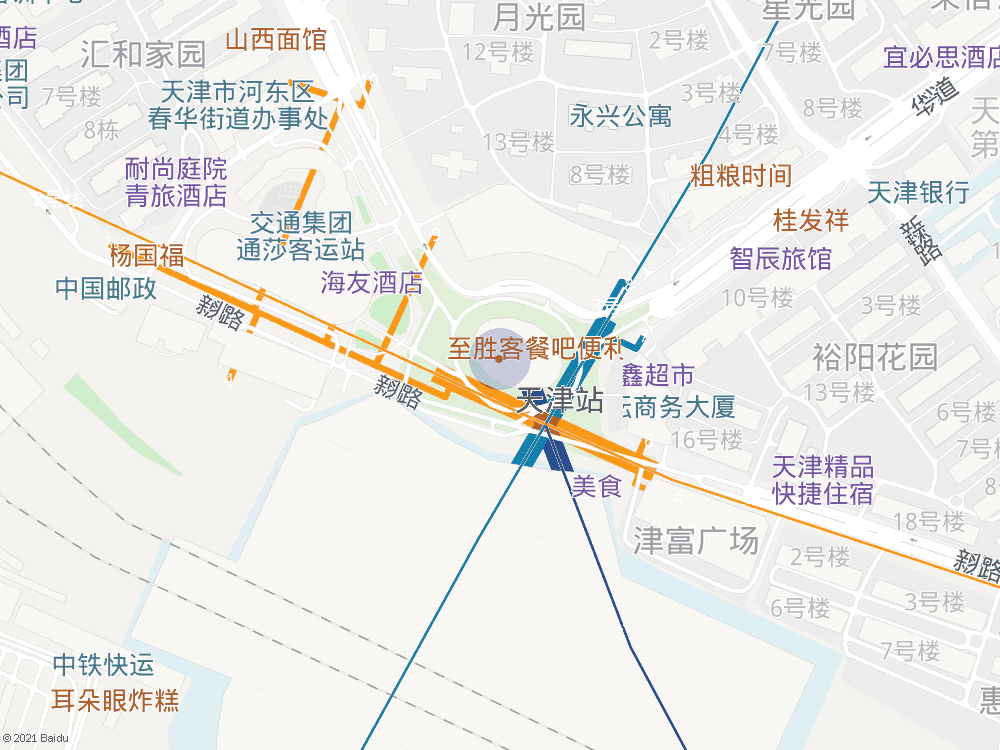 月光园
星光园
酒店
汇和家园
山西面馆
12号楼
2号楼
7号楼
宜必思酒店
集团
公司
7号楼
8栋
天津市河东区
春华街道办事处
3号楼
8号楼
华道
永兴公寓
4号楼
13号楼
8号楼
耐尚庭院
青旅酒店
粗粮时间
天津银行
交通集团
通莎客运站
桂发祥
杨国福
智辰旅馆
中国邮政
海友酒店
10号楼
3号楼
至胜客餐吧便利
裕阳花园
鑫超市
13号楼
天津站
商务大厦
6号楼
16号楼
天津精品
快捷住宿
美食
18号楼
津富广场
2号楼
3号楼
6号楼
7号楼
中铁快运
耳朵眼炸糕
惠
© 2021 Baidu